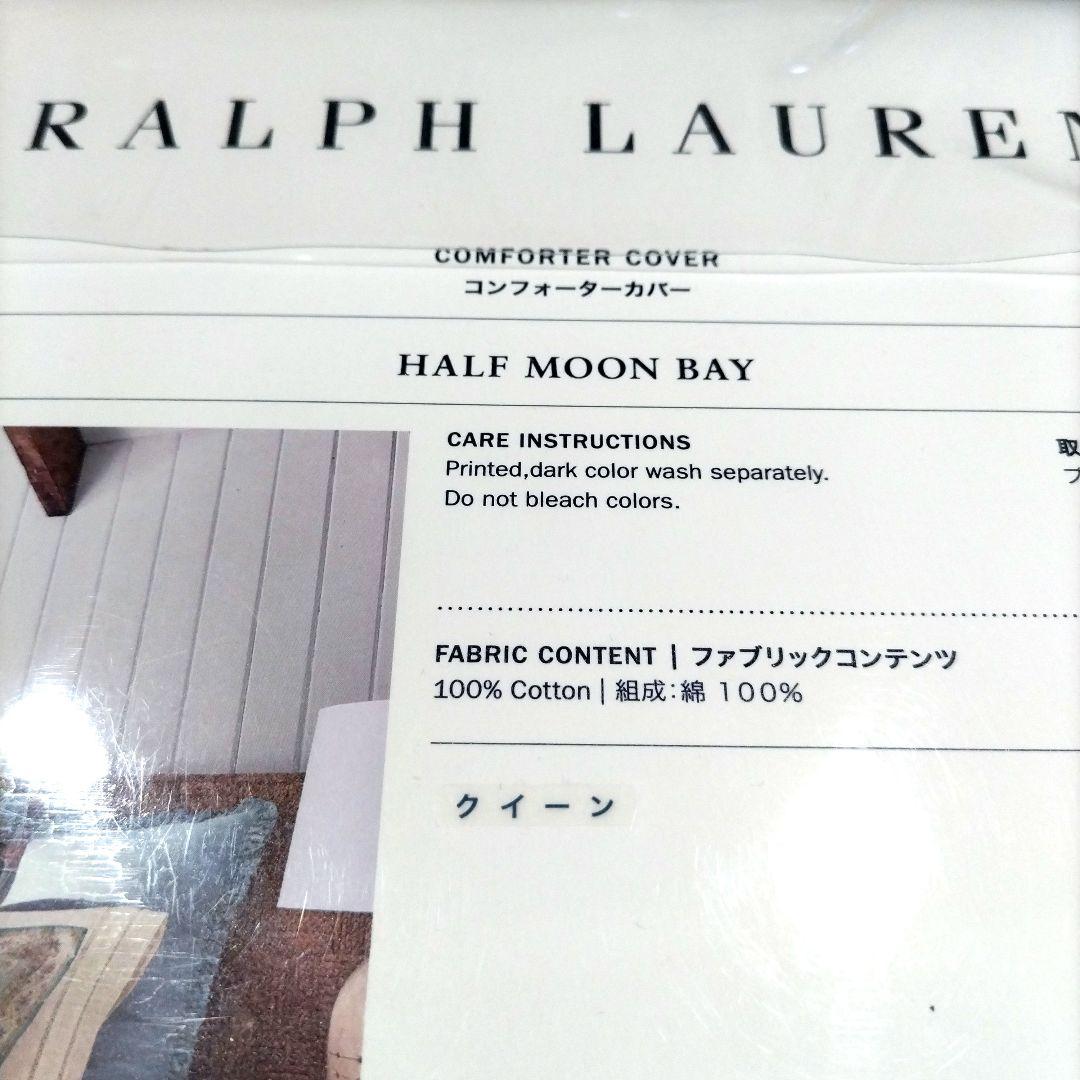 RALPH LAUREN
COMFORTER COVER
コンフォーターカバー
HALF MOON BAY
CARE INSTRUCTIONS
Printed,dark color wash separately.
Do not bleach colors.
取
プ
FABRIC CONTENT | ファブリックコンテンツ
100% Cotton | 組成:綿 100%
クイーン